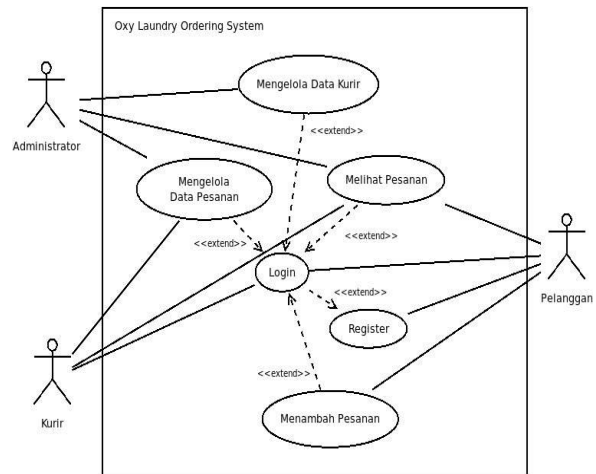 Oxy Laundry Ordering System
Mengelola Data Kurir
<<extend>>
Administrator
Mengelola
Data Pesanan
Melihat Pesanan
<<extend>>
<<extend>>
Login
<<extend>>
Pelanggan
Register
<<extend>>
Kurir
Menambah Pesanan